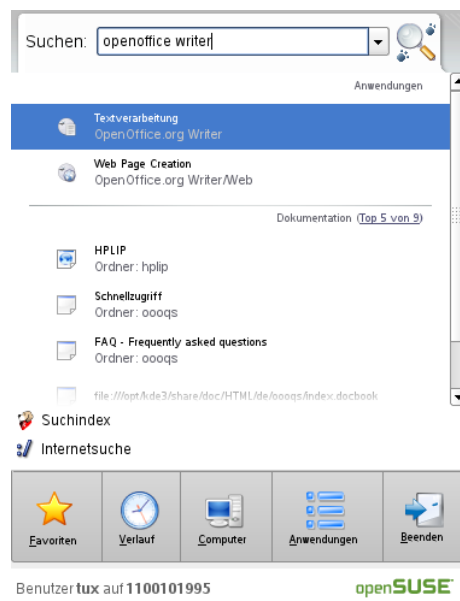 Suchen: openoffice writer
Anwendungen
Textverarbeitung
OpenOffice.org Writer
Web Page Creation
OpenOffice.org Writer/Web
Dokumentation (Top 5 von 9)
HPLIP
Ordner: hplip
Schnellzugriff
Ordner: oooqs
FAQ - Frequently asked questions
Ordner: oooqs
file:///opt/kde3/share/doc/HTML/de/oooqs/index.docbook
Suchindex
Internetsuche
Favoriten Verlauf Computer Anwendungen Beenden
Benutzer tux auf 1100101995 openSUSE